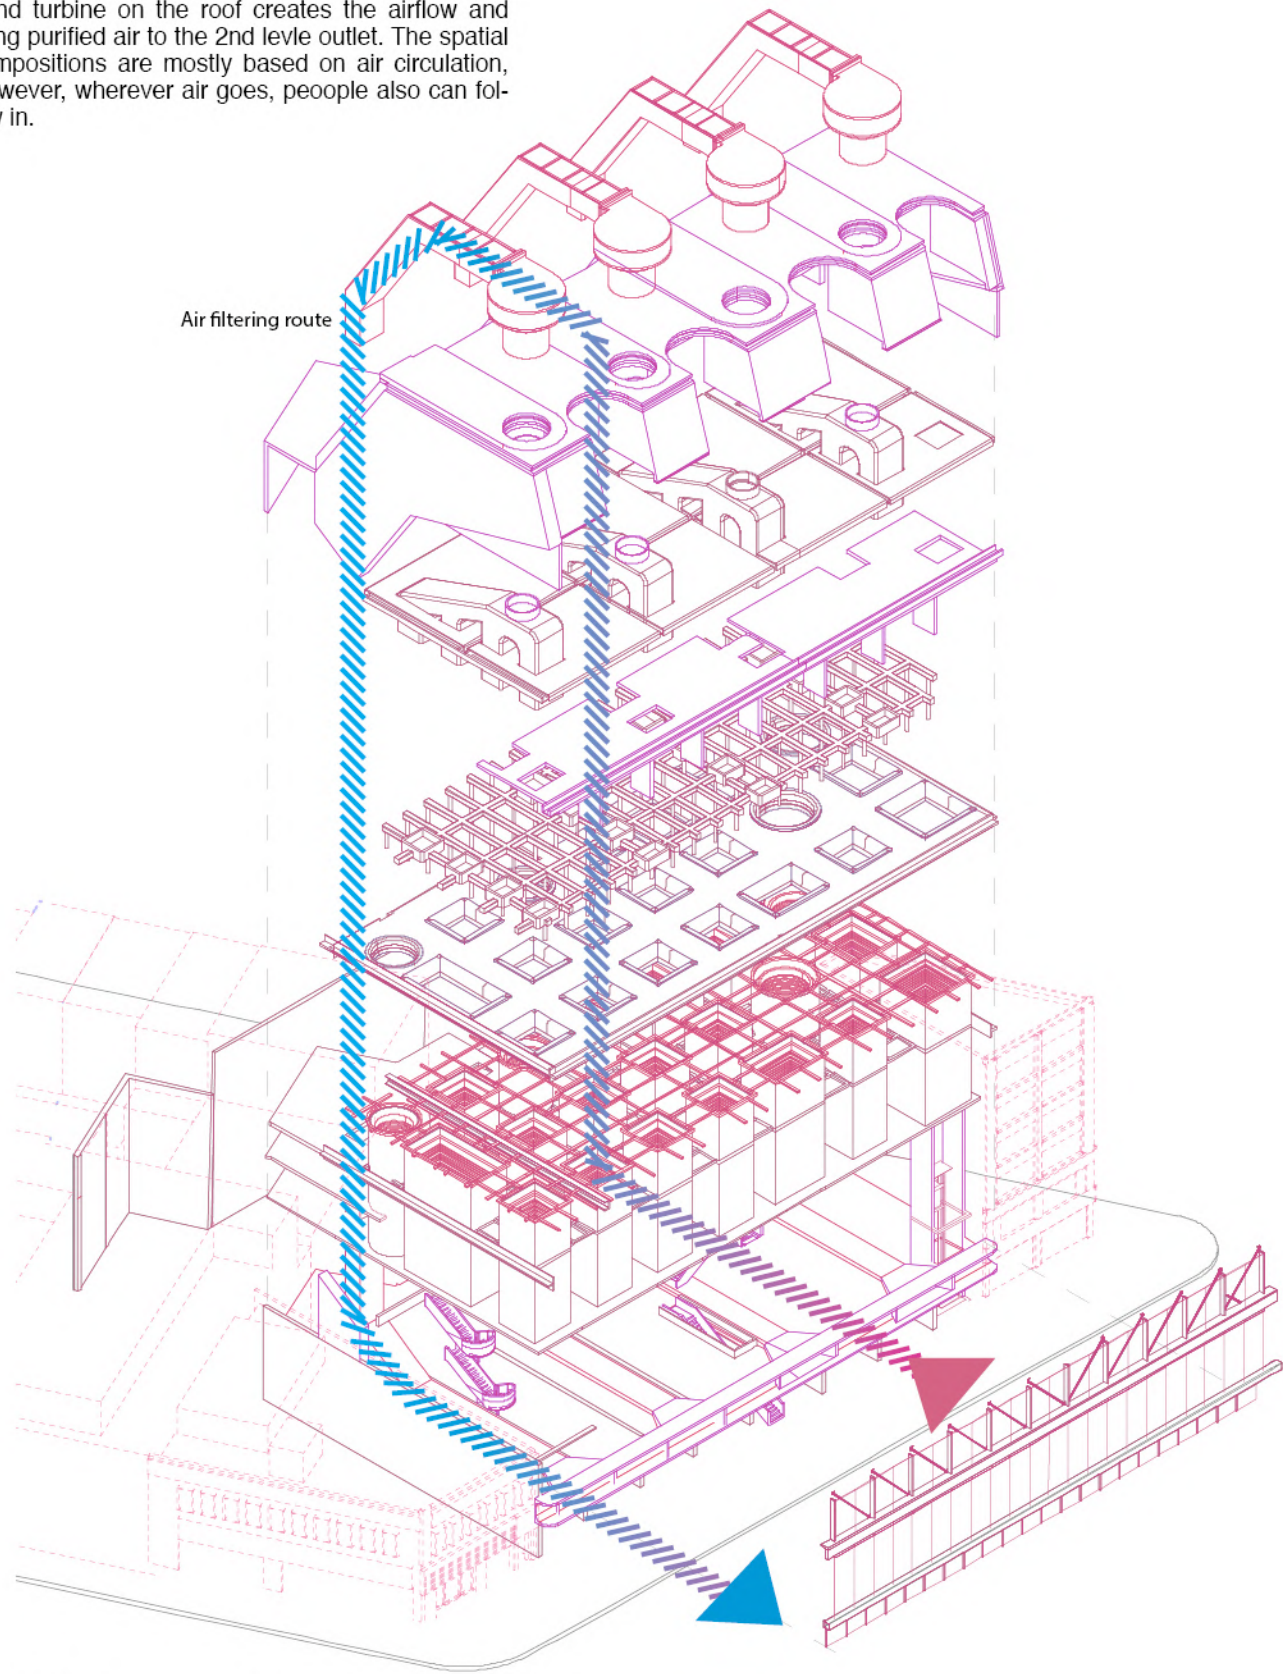 nd turbine on the roof creates the airflow and
ng purified air to the 2nd levle outlet. The spatial
mpositions are mostly based on air circulation,
wever, wherever air goes, peoople also can fol-
in.
Air filtering route